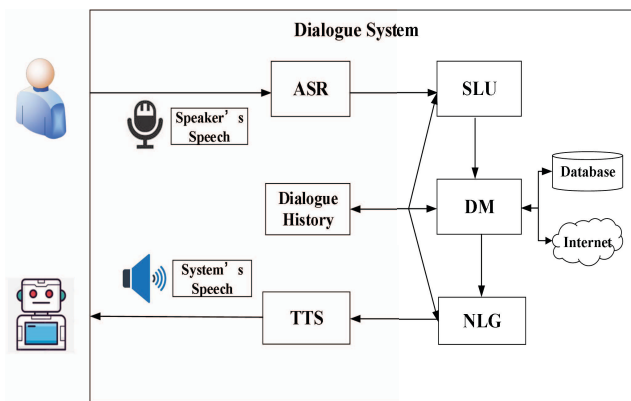 Dialogue System
ASR
SLU
Speaker’s
Speech
Database
Dialogue
History
DM
Internet
System’s
Speech
TTS
NLG